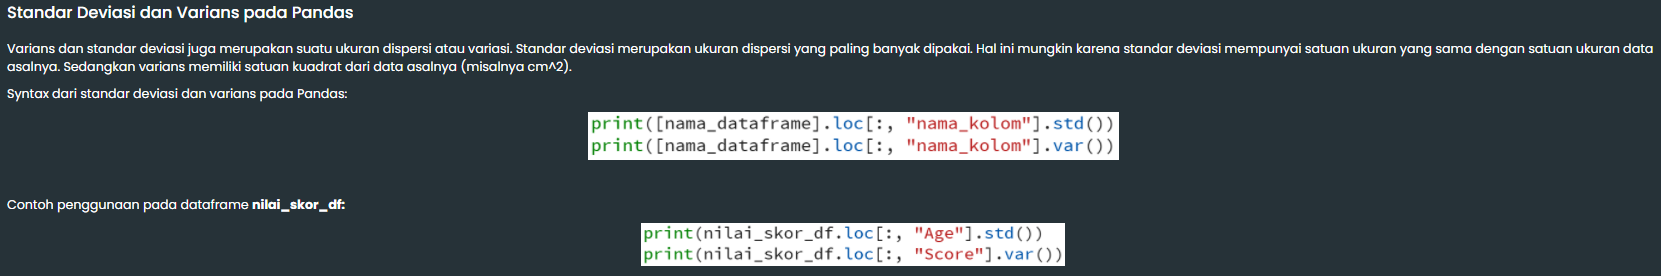 Standar Deviasi dan Varians pada Pandas
Varians dan standar deviasi juga merupakan suatu ukuran dispersi atau variasi. Standar deviasi merupakan ukuran dispersi yang paling banyak dipakai. Hal ini mungkin karena standar deviasi mempunyai satuan ukuran yang sama dengan satuan ukuran data
asalnya. Sedangkan varians memiliki satuan kuadrat dari data asalnya (misalnya cm^2).
Syntax dari standar deviasi dan varians pada Pandas:
print([nama_dataframe].loc[:, "nama_kolom"].std())
print([nama_dataframe].loc[:, "nama_kolom"].var())
Contoh penggunaan pada dataframe nilai_skor_df:
print(nilai_skor_df.loc[:, "Age"].std())
print(nilai_skor_df.loc[:, "Score"].var())